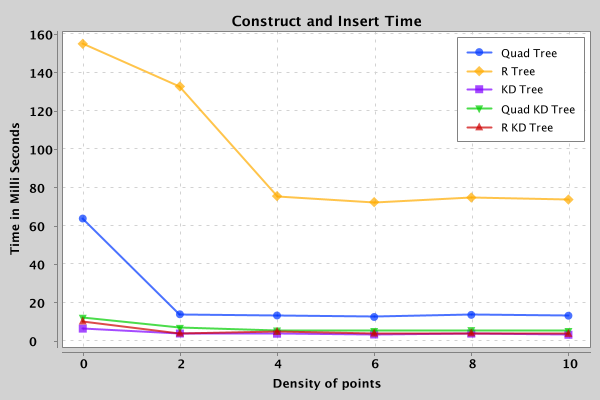 Construct and Insert Time
160
140
120
100
80
60
40
20
0
Time in Milli Seconds
Quad Tree
R Tree
KD Tree
Quad KD Tree
R KD Tree
0 2 4 6 8 10
Density of points